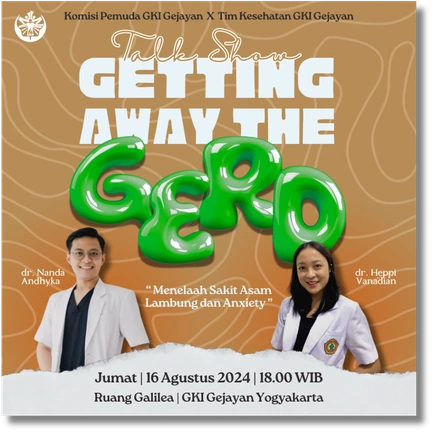 Komisi Pemuda GKI Gejayan X Tim Kesehatan GKI Gejayan
Talk Show
GETTING
AWAY THE
GERD
dr. Nanda
Andhyka
dr. Heppi
Vanadian
“ Menelaah Sakit Asam
Lambung dan Anxiety ”
Jumat | 16 Agustus 2024 | 18.00 WIB
Ruang Galilea | GKI Gejayan Yogyakarta